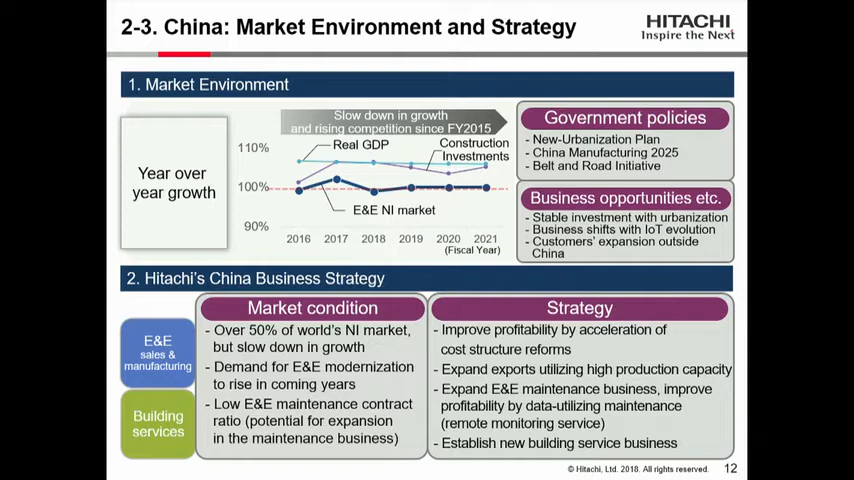 2-3. China: Market Environment and Strategy
HITACHI
Inspire the Next
1. Market Environment
Year over
year growth
Slow down in growth
and rising competition since FY2015
110%
100%
90%
Real GDP
Construction
Investments
E&E NI market
2016 2017 2018 2019 2020 2021
(Fiscal Year)
Government policies
- New-Urbanization Plan
- China Manufacturing 2025
- Belt and Road Initiative
Business opportunities etc.
- Stable investment with urbanization
- Business shifts with IoT evolution
- Customers' expansion outside
China
2. Hitachi's China Business Strategy
E&E
sales &
manufacturing
Building
services
Market condition
- Over 50% of world's NI market,
but slow down in growth
- Demand for E&E modernization
to rise in coming years
- Low E&E maintenance contract
ratio (potential for expansion
in the maintenance business)
Strategy
- Improve profitability by acceleration of
cost structure reforms
- Expand exports utilizing high production capacity
- Expand E&E maintenance business, improve
profitability by data-utilizing maintenance
(remote monitoring service)
- Establish new building service business
© Hitachi, Ltd. 2018. All rights reserved. 12